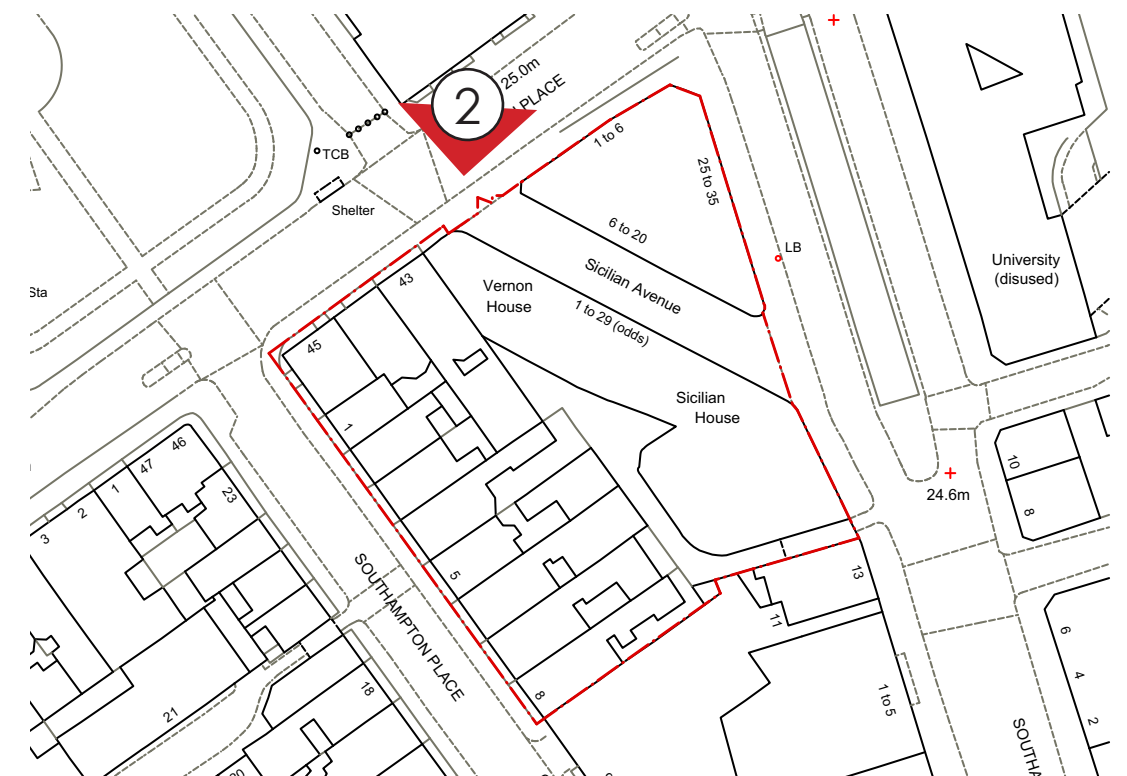 2
25.0m
PLACE
1 to 6
25 to 35
TCB
Shelter
6 to 20
LB
Sicilian Avenue
University
(disused)
Sta
43
Vernon
House
1 to 29 (odds)
45
Sicilian
House
1
46
47
1
23
2
3
10
8
24.6m
5
SOUTHAMPTON PLACE
13
11
6
4
2
18
8
21
1 to 5
SOUTHA
20